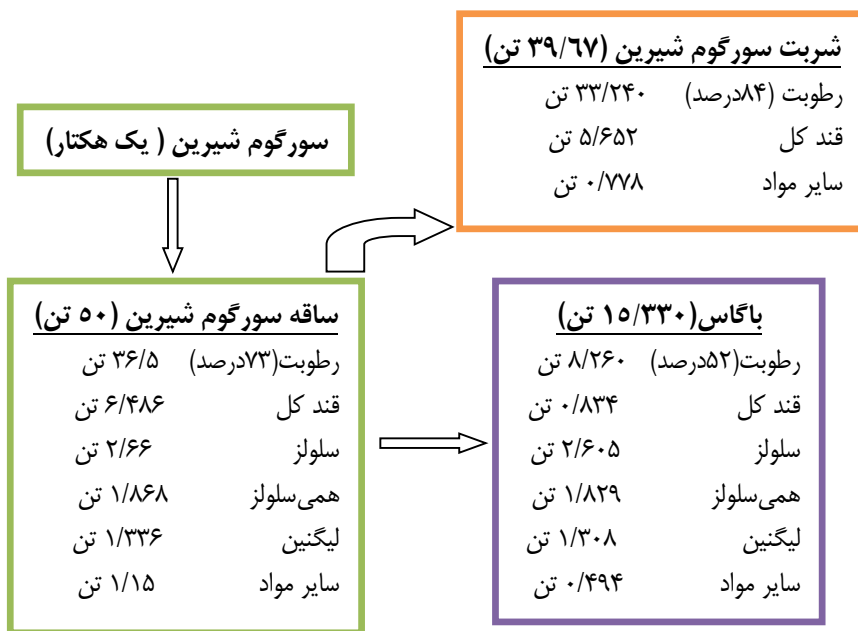 شربت سورگوم شیرین (۳۹/۶۷ تن)
رطوبت (۸۴درصد) ۳۳/۲۴۰ تن
قند کل ۵/۶۵۲ تن
سایر مواد ۰/۷۷۸ تن
سورگوم شیرین ( یک هکتار)
ساقه سورگوم شیرین (۵۰ تن)
رطوبت(۷۳درصد) ۳۶/۵ تن
قند کل ۶/۴۸۶ تن
سلولز ۲/۶۶ تن
همی‌سلولز ۱/۸۶۸ تن
لیگنین ۱/۳۳۶ تن
سایر مواد ۱/۱۵ تن
باگاس(۱۵/۳۳۰ تن)
رطوبت(۵۲درصد) ۸/۲۶۰ تن
قند کل ۰/۸۳۴ تن
سلولز ۲/۶۰۵ تن
همی‌سلولز ۱/۸۲۹ تن
لیگنین ۱/۳۰۸ تن
سایر مواد ۰/۴۹۴ تن